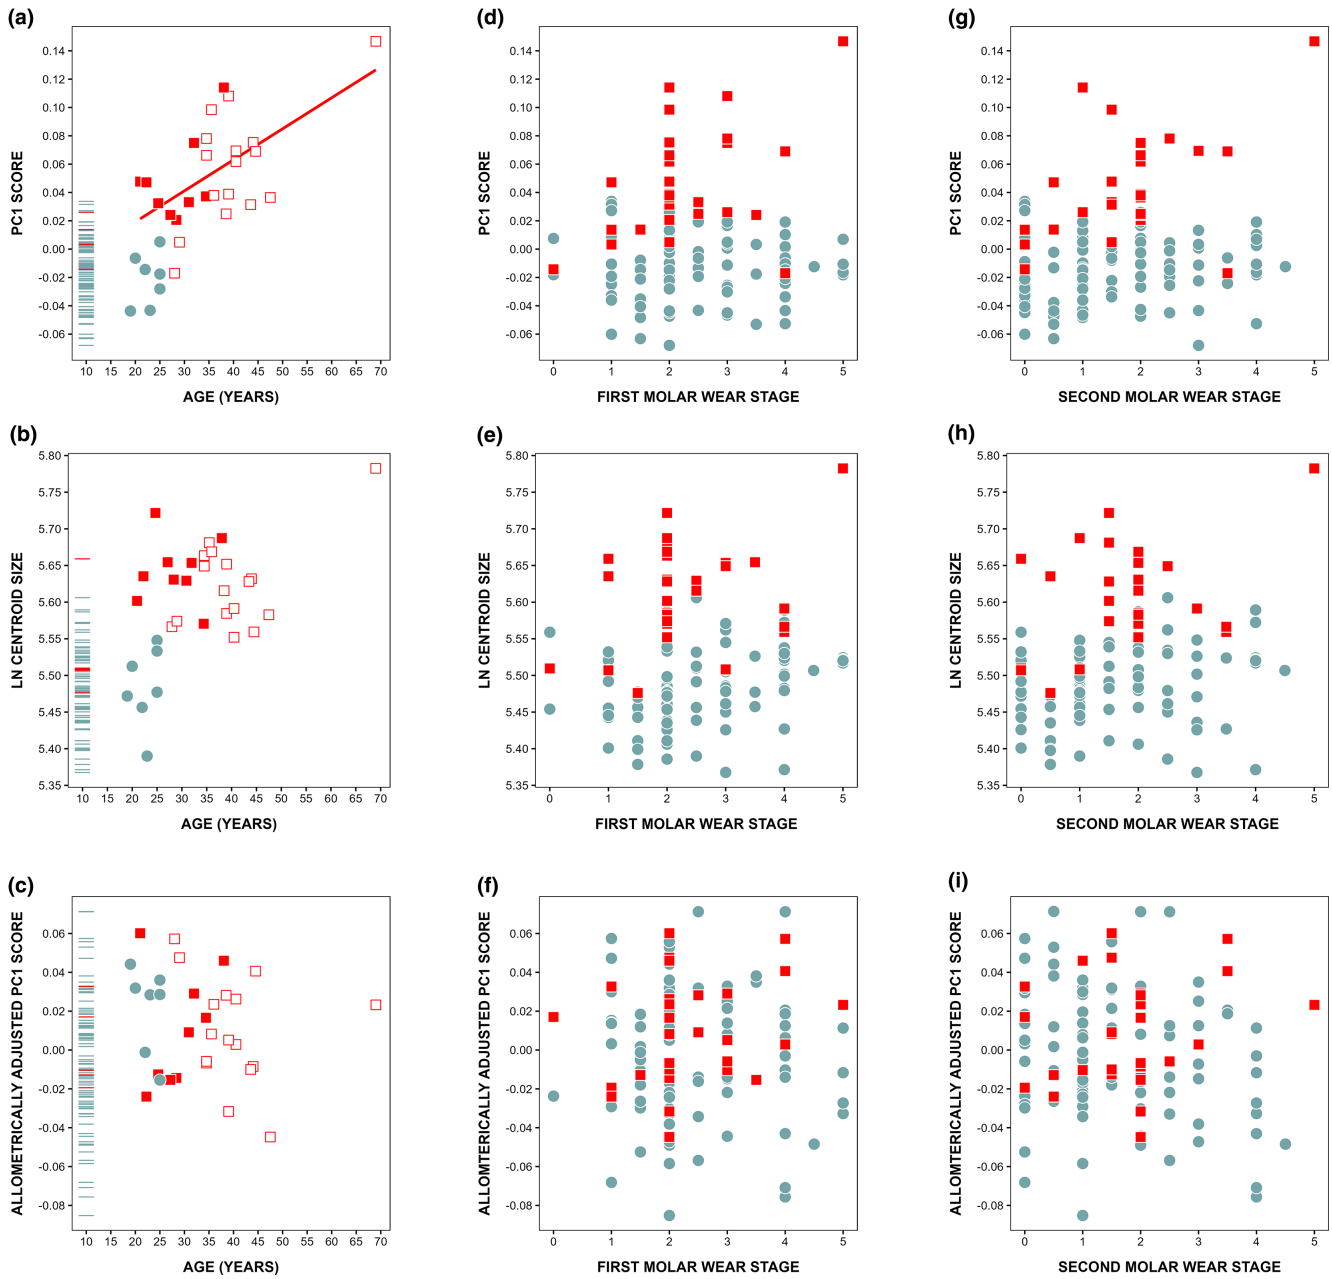 (a)
PC1 SCORE
0.14
0.12
0.10
0.08
0.06
0.04
0.02
0.00
-0.02
-0.04
-0.06
10 15 20 25 30 35 40 45 50 55 60 65 70
AGE (YEARS)
(d)
PC1 SCORE
0.14
0.12
0.10
0.08
0.06
0.04
0.02
0.00
-0.02
-0.04
-0.06
0 1 2 3 4 5
FIRST MOLAR WEAR STAGE
(g)
PC1 SCORE
0.14
0.12
0.10
0.08
0.06
0.04
0.02
0.00
-0.02
-0.04
-0.06
0 1 2 3 4 5
SECOND MOLAR WEAR STAGE
(b)
LN CENTROID SIZE
5.80
5.75
5.70
5.65
5.60
5.55
5.50
5.45
5.40
5.35
10 15 20 25 30 35 40 45 50 55 60 65 70
AGE (YEARS)
(e)
LN CENTROID SIZE
5.80
5.75
5.70
5.65
5.60
5.55
5.50
5.45
5.40
5.35
0 1 2 3 4 5
FIRST MOLAR WEAR STAGE
(h)
LN CENTROID SIZE
5.80
5.75
5.70
5.65
5.60
5.55
5.50
5.45
5.40
5.35
0 1 2 3 4 5
SECOND MOLAR WEAR STAGE
(c)
ALLOMETRICALLY ADJUSTED PC1 SCORE
0.06
0.04
0.02
0.00
-0.02
-0.04
-0.06
-0.08
10 15 20 25 30 35 40 45 50 55 60 65 70
AGE (YEARS)
(f)
ALLOMTERICALLY ADJUSTED PC1 SCORE
0.06
0.04
0.02
0.00
-0.02
-0.04
-0.06
-0.08
0 1 2 3 4 5
FIRST MOLAR WEAR STAGE
(i)
ALLOMTERICALLY ADJUSTED PC1 SCORE
0.06
0.04
0.02
0.00
-0.02
-0.04
-0.06
-0.08
0 1 2 3 4 5
SECOND MOLAR WEAR STAGE